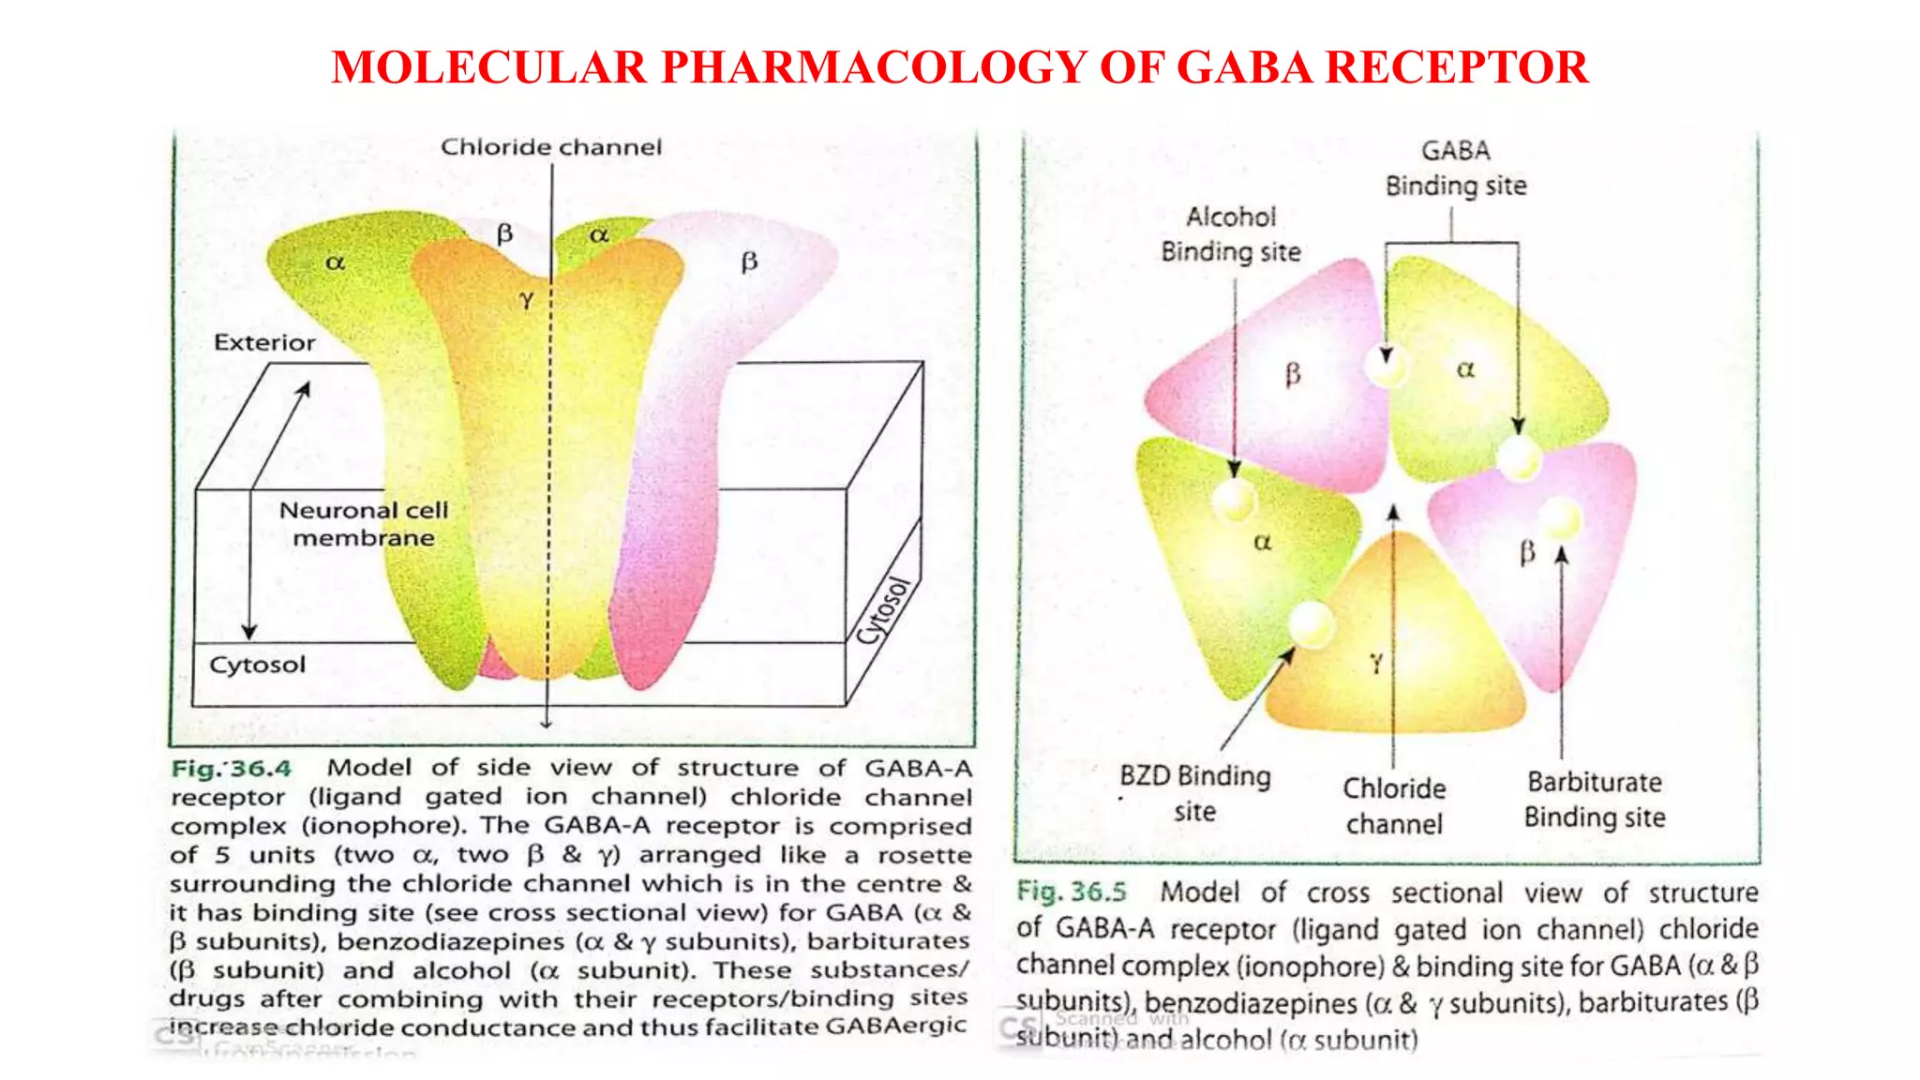 MOLECULAR PHARMACOLOGY OF GABA RECEPTOR
Chloride channel
α
β
α
β
γ
Exterior
Neuronal cell
membrane
Cytosol
Cytosol
Fig. 36.4 Model of side view of structure of GABA-A
receptor (ligand gated ion channel) chloride channel
complex (ionophore). The GABA-A receptor is comprised
of 5 units (two α, two β & γ) arranged like a rosette
surrounding the chloride channel which is in the centre &
it has binding site (see cross sectional view) for GABA (α &
β subunits), benzodiazepines (α & γ subunits), barbiturates
(β subunit) and alcohol (α subunit). These substances/
drugs after combining with their receptors/binding sites
increase chloride conductance and thus facilitate GABAergic
CS CamScanner
GABA
Binding site
Alcohol
Binding site
β
α
α
β
γ
BZD Binding
site
Chloride
channel
Barbiturate
Binding site
Fig. 36.5 Model of cross sectional view of structure
of GABA-A receptor (ligand gated ion channel) chloride
channel complex (ionophore) & binding site for GABA (α & β
subunits), benzodiazepines (α & γ subunits), barbiturates (β
subunit) and alcohol (α subunit)
CS Scanned with